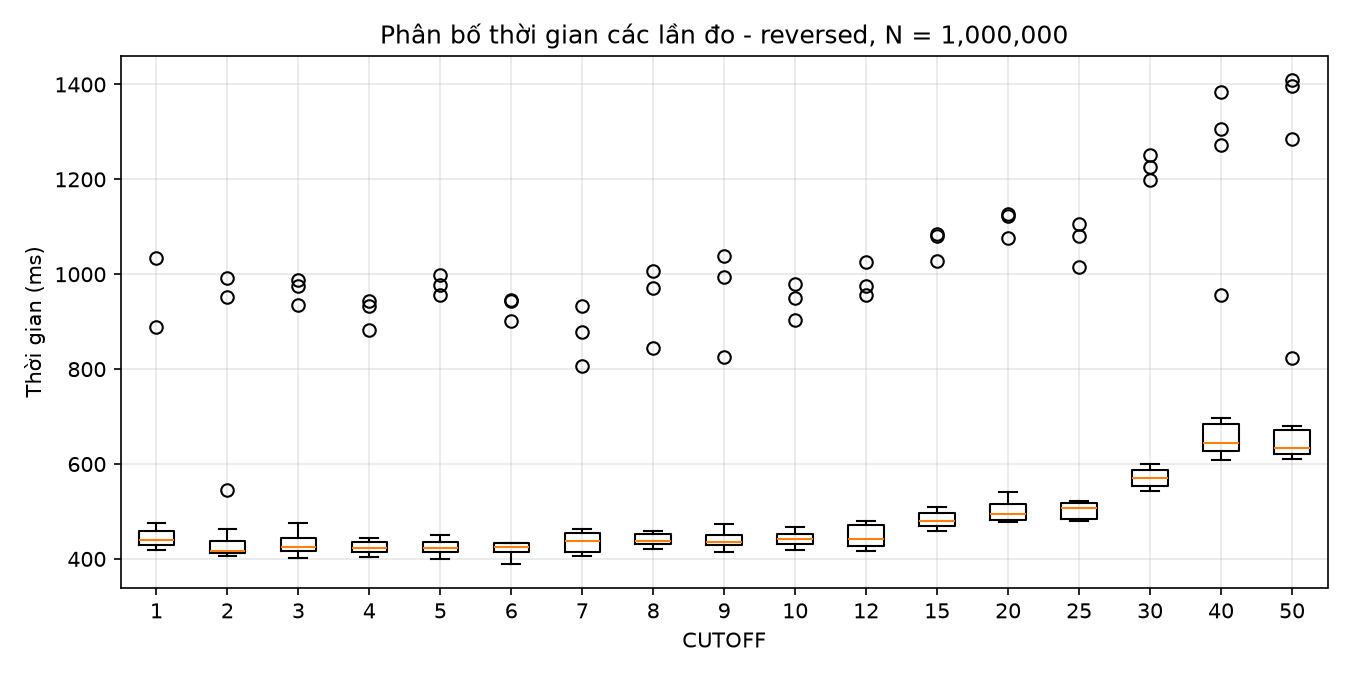 Phân bố thời gian các lần đo - reversed, N = 1,000,000
Thời gian (ms)
1400
1200
1000
800
600
400
1 2 3 4 5 6 7 8 9 10 12 15 20 25 30 40 50
CUTOFF